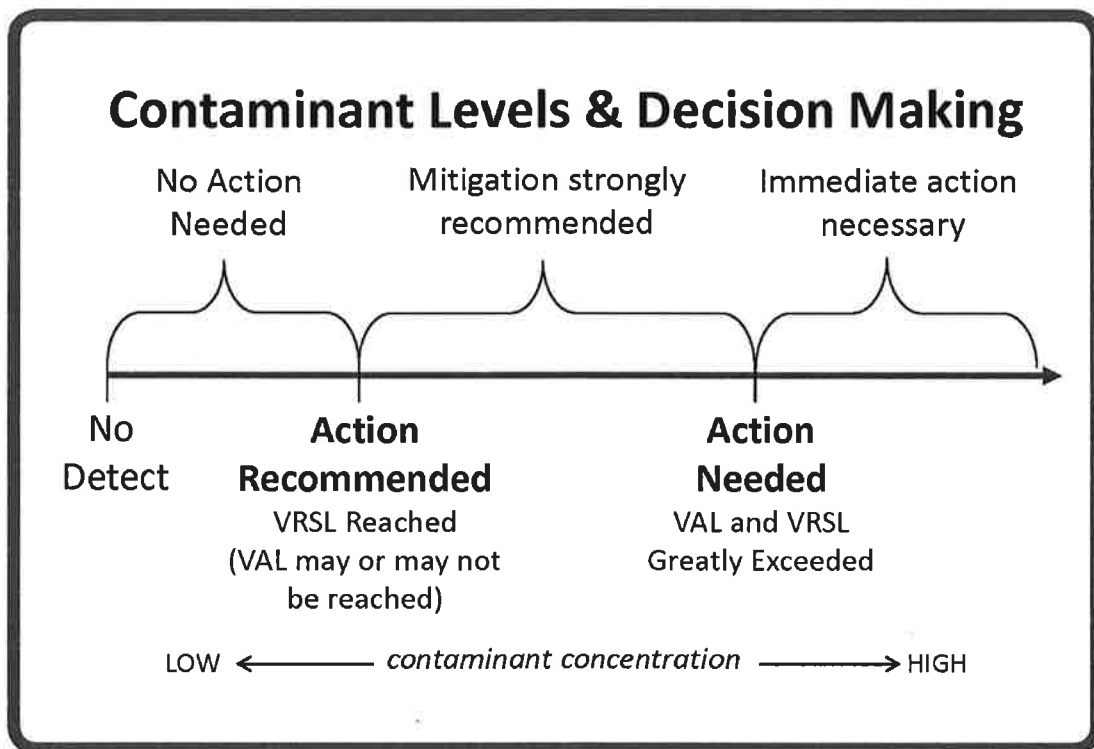 Contaminant Levels & Decision Making
No Action
Needed
Mitigation strongly
recommended
Immediate action
necessary
No
Detect
Action
Recommended
VRSL Reached
(VAL may or may not
be reached)
Action
Needed
VAL and VRSL
Greatly Exceeded
LOW
contaminant concentration
HIGH